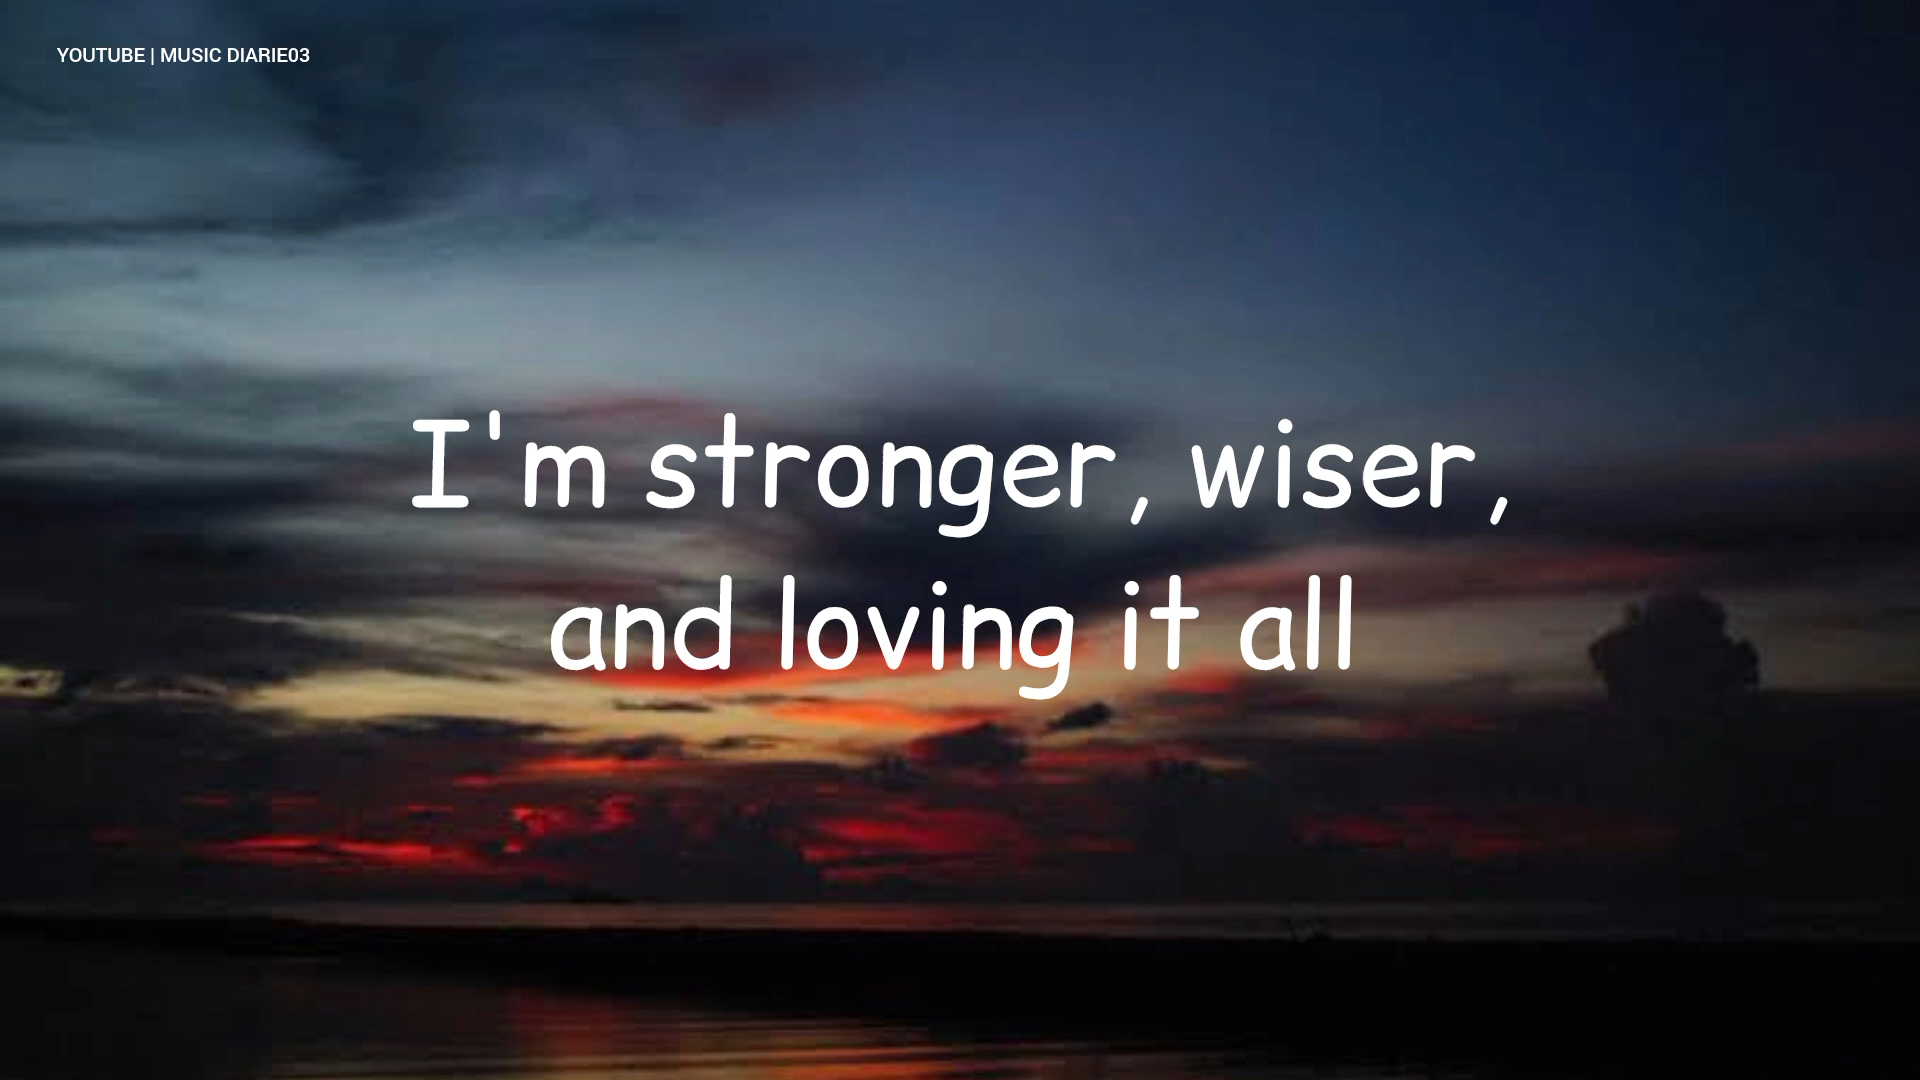 YOUTUBE | MUSIC DIARIE03
I'm stronger, wiser,
and loving it all